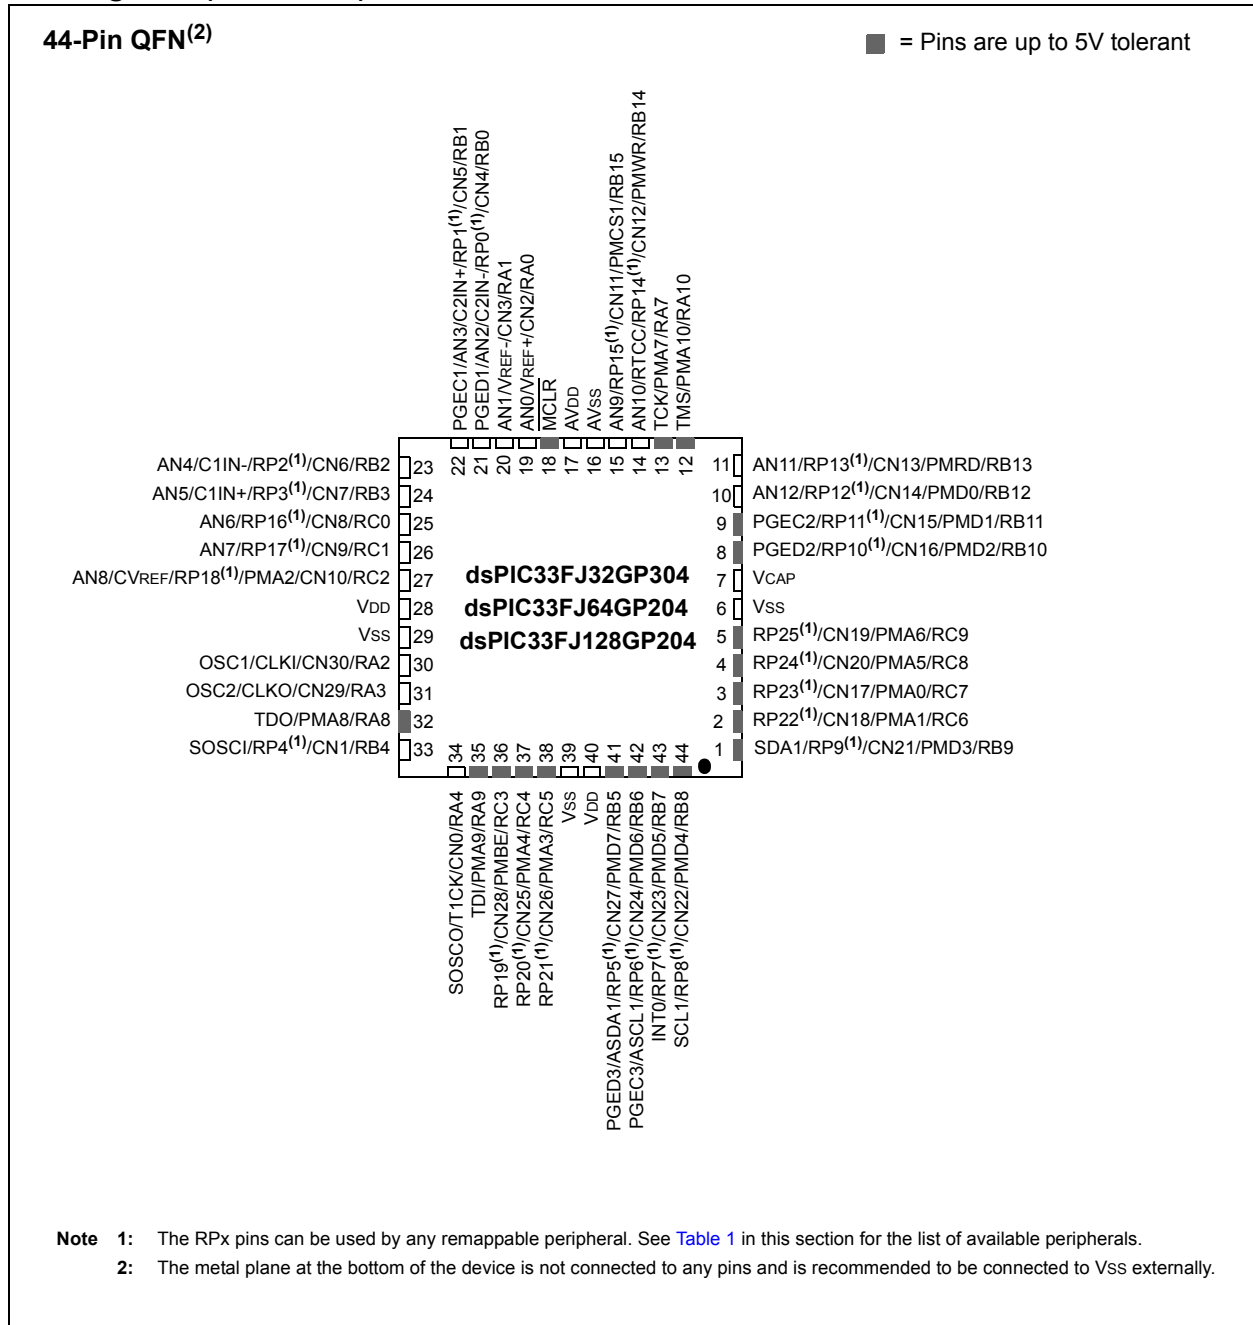 44-Pin QFN(2)
= Pins are up to 5V tolerant
PGEC1/AN3/C2IN+/RP1(1)/CN5/RB1
PGED1/AN2/C2IN-/RP0(1)/CN4/RB0
AN1/VREF-/CN3/RA1
AN0/VREF+/CN2/RA0
MCLR
AVDD
AVSS
AN9/RP15(1)/CN11/PMCS1/RB15
AN10/RTCC/RP14(1)/CN12/PMWR/RB14
TCK/PMA7/RA7
TMS/PMA10/RA10
22 21 20 19 18 17 16 15 14 13 12
AN4/C1IN-/RP2(1)/CN6/RB2 23
AN5/C1IN+/RP3(1)/CN7/RB3 24
AN6/RP16(1)/CN8/RC0 25
AN7/RP17(1)/CN9/RC1 26
AN8/CVREF/RP18(1)/PMA2/CN10/RC2 27
VDD 28
VSS 29
OSC1/CLKI/CN30/RA2 30
OSC2/CLKO/CN29/RA3 31
TDO/PMA8/RA8 32
SOSCI/RP4(1)/CN1/RB4 33
dsPIC33FJ32GP304
dsPIC33FJ64GP204
dsPIC33FJ128GP204
11 AN11/RP13(1)/CN13/PMRD/RB13
10 AN12/RP12(1)/CN14/PMD0/RB12
9 PGEC2/RP11(1)/CN15/PMD1/RB11
8 PGED2/RP10(1)/CN16/PMD2/RB10
7 VCAP
6 VSS
5 RP25(1)/CN19/PMA6/RC9
4 RP24(1)/CN20/PMA5/RC8
3 RP23(1)/CN17/PMA0/RC7
2 RP22(1)/CN18/PMA1/RC6
1 SDA1/RP9(1)/CN21/PMD3/RB9
34 35 36 37 38 39 40 41 42 43 44
SOSCO/T1CK/CN0/RA4
TDI/PMA9/RA9
RP19(1)/CN28/PMBE/RC3
RP20(1)/CN25/PMA4/RC4
RP21(1)/CN26/PMA3/RC5
VSS
VDD
PGED3/ASDA1/RP5(1)/CN27/PMD7/RB5
PGEC3/ASCL1/RP6(1)/CN24/PMD6/RB6
INT0/RP7(1)/CN23/PMD5/RB7
SCL1/RP8(1)/CN22/PMD4/RB8
Note 1: The RPx pins can be used by any remappable peripheral. See Table 1 in this section for the list of available peripherals.
2: The metal plane at the bottom of the device is not connected to any pins and is recommended to be connected to VSS externally.